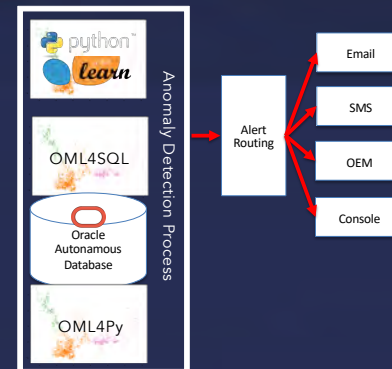 python
learn
OML4SQL
Oracle
Autonamous
Database
OML4Py
Anomaly Detection Process
Alert
Routing
Email
SMS
OEM
Console